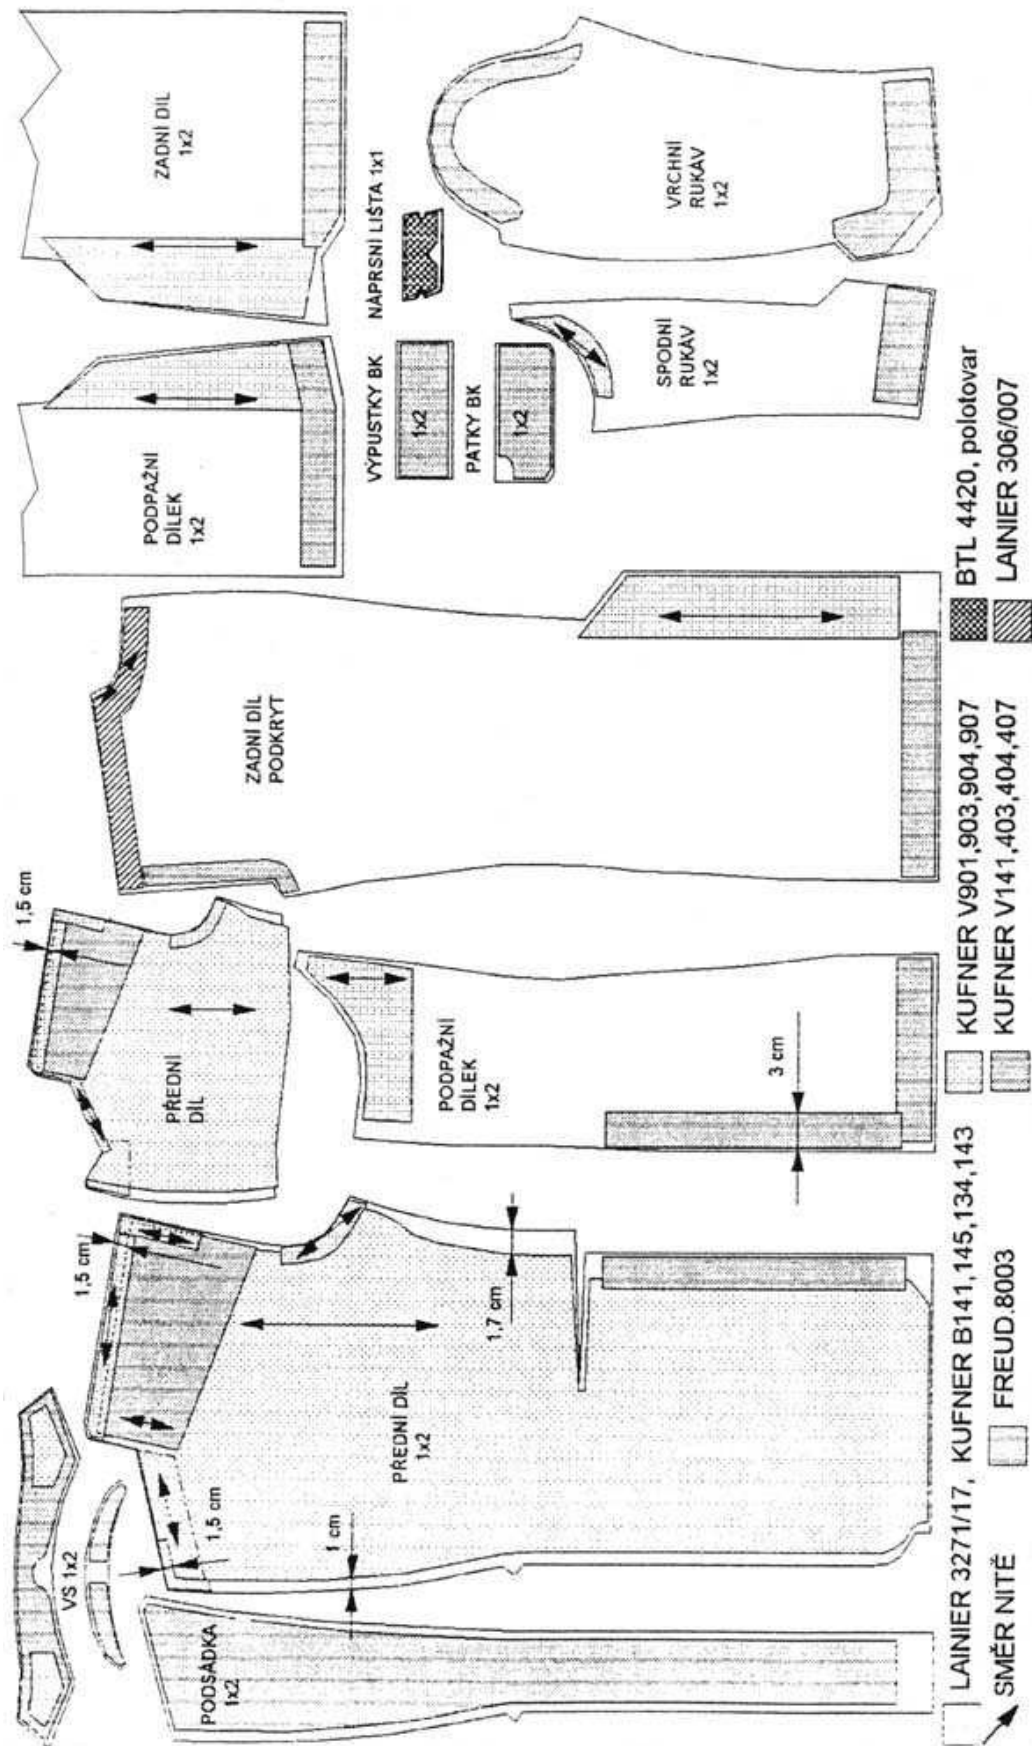 VS 1x2
PODSÁDKA
1x2
1,5 cm
1,5 cm
1 cm
PŘEDNÍ DÍL
1x2
1,7 cm
1,5 cm
PŘEDNÍ
DÍL
PODPAŽNÍ
DÍLEK
1x2
3 cm
ZADNÍ DÍL
PODKRYT
PODPAŽNÍ
DÍLEK
1x2
ZADNÍ DÍL
1x2
VÝPUSTKY BK
1x2
NÁPRSNÍ LIŠTA 1x1
PATKY BK
1x2
SPODNÍ
RUKÁV
1x2
VRCHNÍ
RUKÁV
1x2
LAINIER 3271/17, KUFNER B141,145,134,143
KUFNER V901,903,904,907
BTL 4420, polotovar
SMĚR NITĚ
FREUD.8003
KUFNER V141,403,404,407
LAINIER 306/007